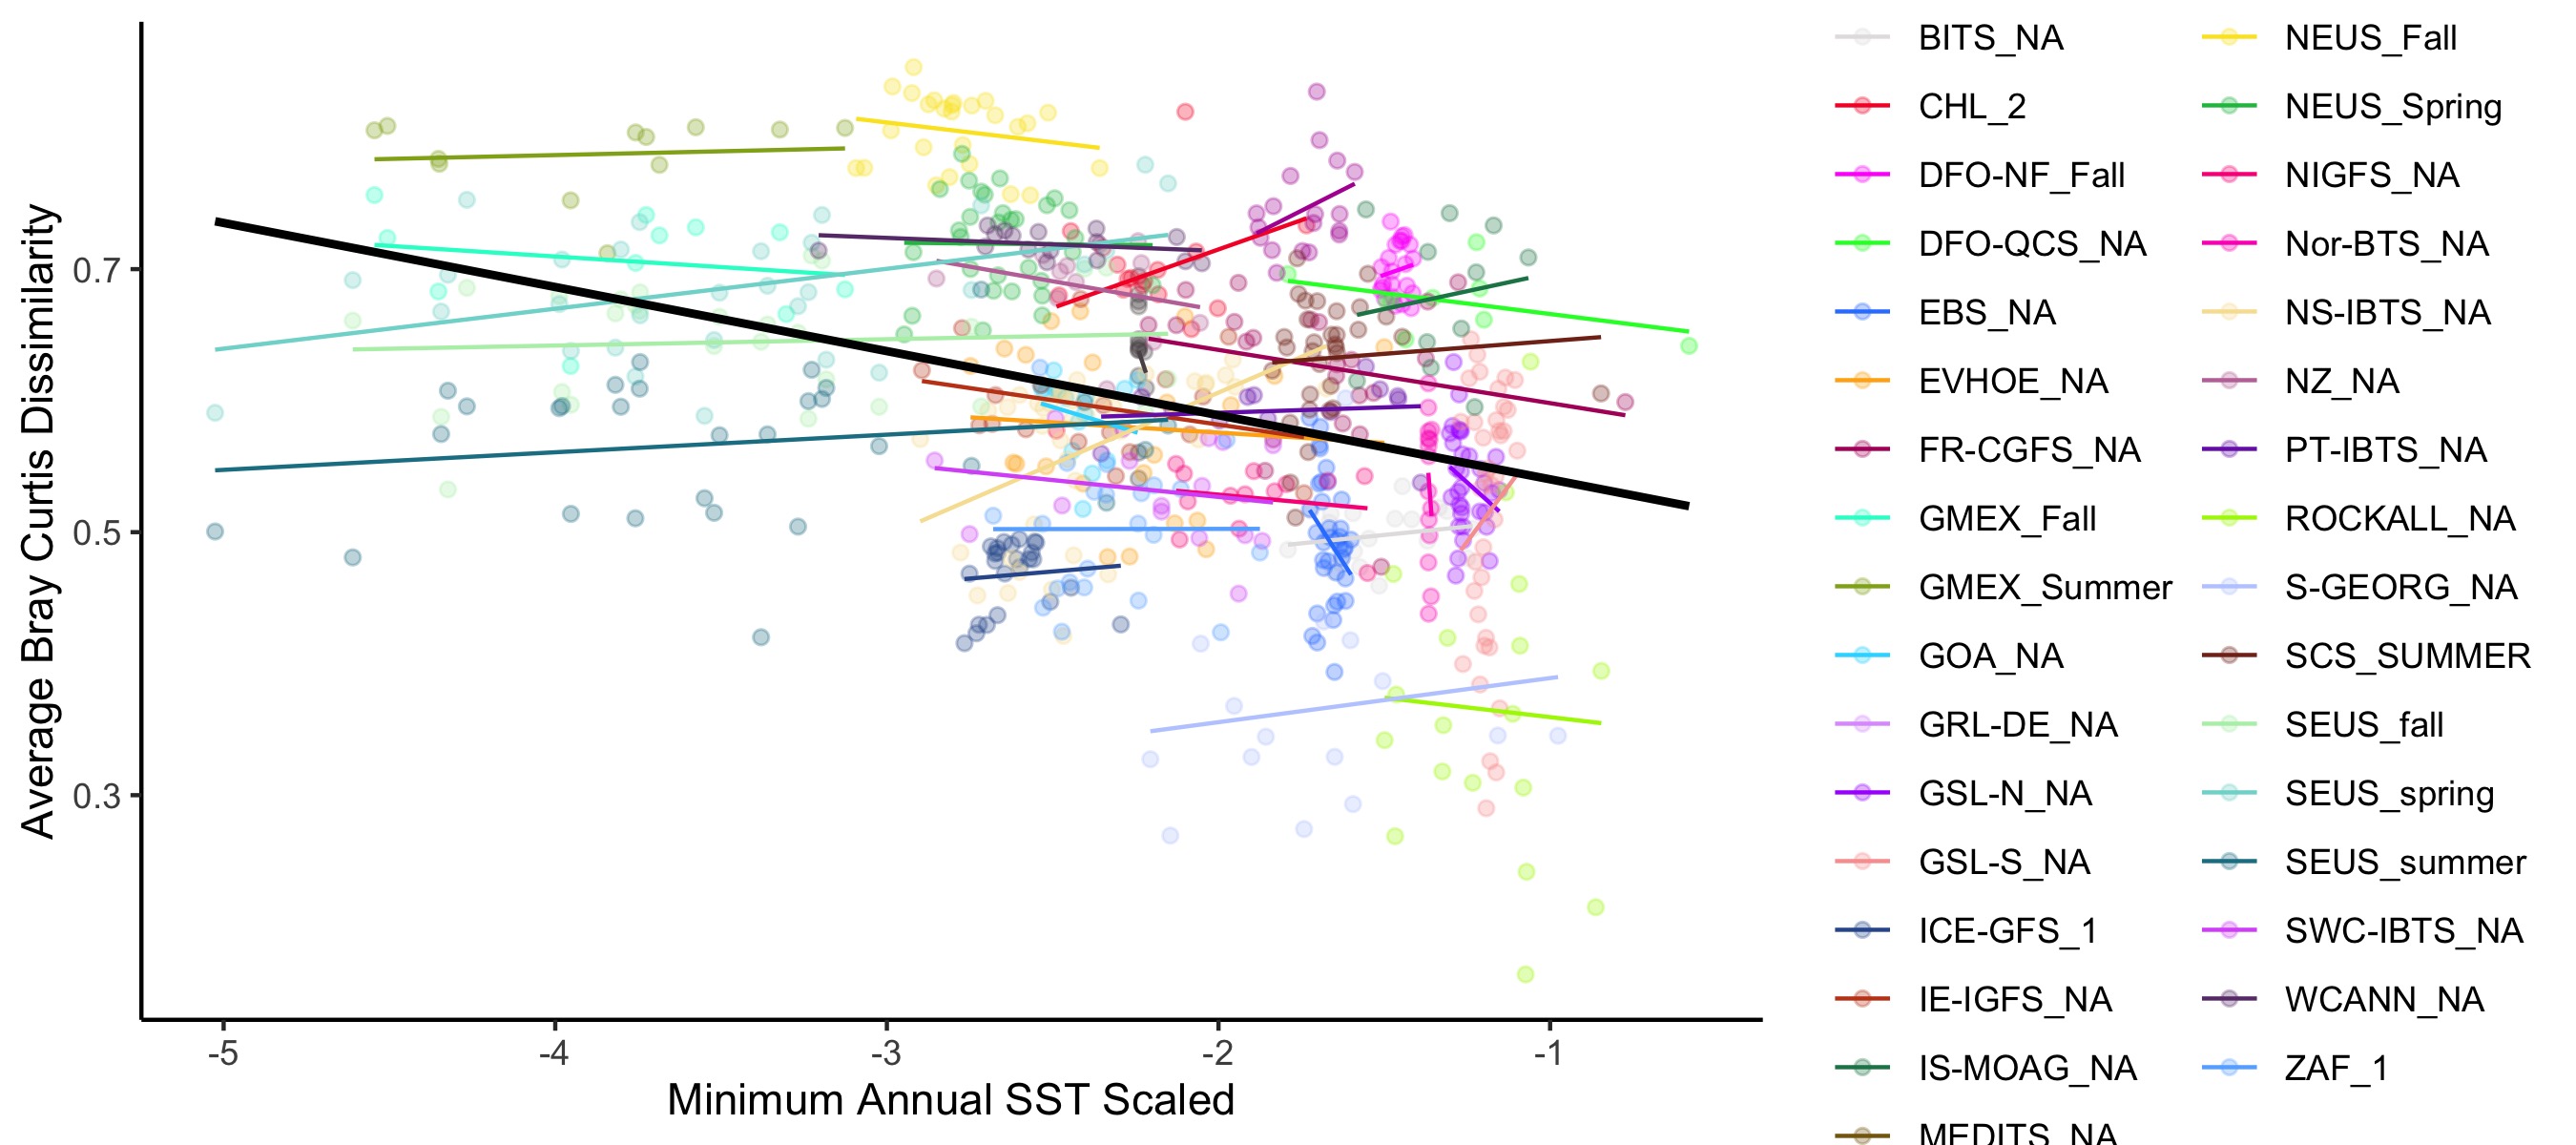 Average Bray Curtis Dissimilarity
0.7
0.5
0.3
-5
-4
-3
-2
-1
Minimum Annual SST Scaled
BITS_NA
CHL_2
DFO-NF_Fall
DFO-QCS_NA
EBS_NA
EVHOE_NA
FR-CGFS_NA
GMEX_Fall
GMEX_Summer
GOA_NA
GRL-DE_NA
GSL-N_NA
GSL-S_NA
ICE-GFS_1
IE-IGFS_NA
IS-MOAG_NA
MEDITS_NA
NEUS_Fall
NEUS_Spring
NIGFS_NA
Nor-BTS_NA
NS-IBTS_NA
NZ_NA
PT-IBTS_NA
ROCKALL_NA
S-GEORG_NA
SCS_SUMMER
SEUS_fall
SEUS_spring
SEUS_summer
SWC-IBTS_NA
WCANN_NA
ZAF_1